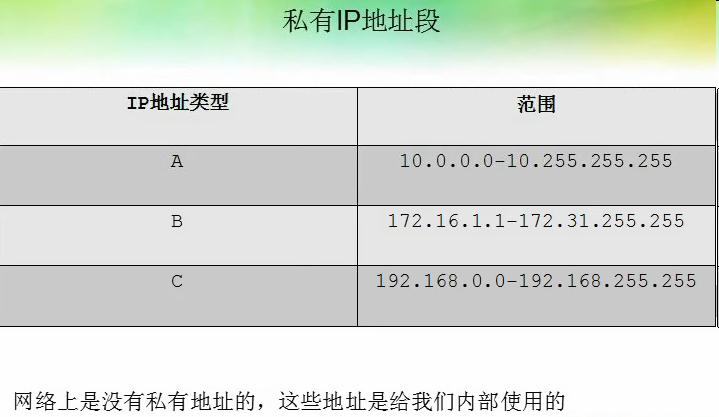 私有IP地址段
IP地址类型 范围
A 10.0.0.0-10.255.255.255
B 172.16.1.1-172.31.255.255
C 192.168.0.0-192.168.255.255
网络上是没有私有地址的，这些地址是给我们内部使用的